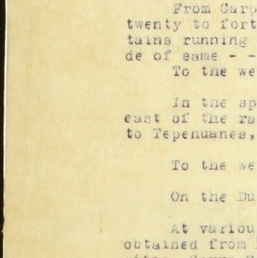 From Carp
twenty to fort
tains running
de of same - -
To the we
In the sp
east of the ra
to Tepehuanes,
To the we
On the Du
At variou
obtained from